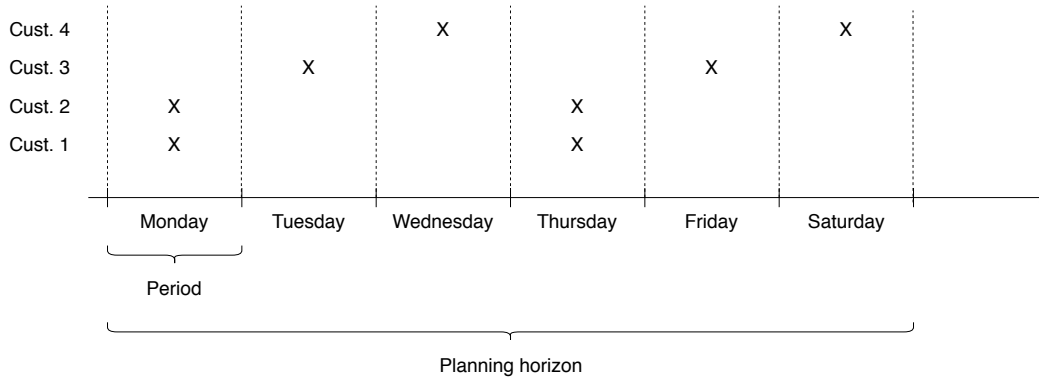 Cust. 4 X X
Cust. 3 X X
Cust. 2 X X
Cust. 1 X X
Monday Tuesday Wednesday Thursday Friday Saturday
Period
Planning horizon